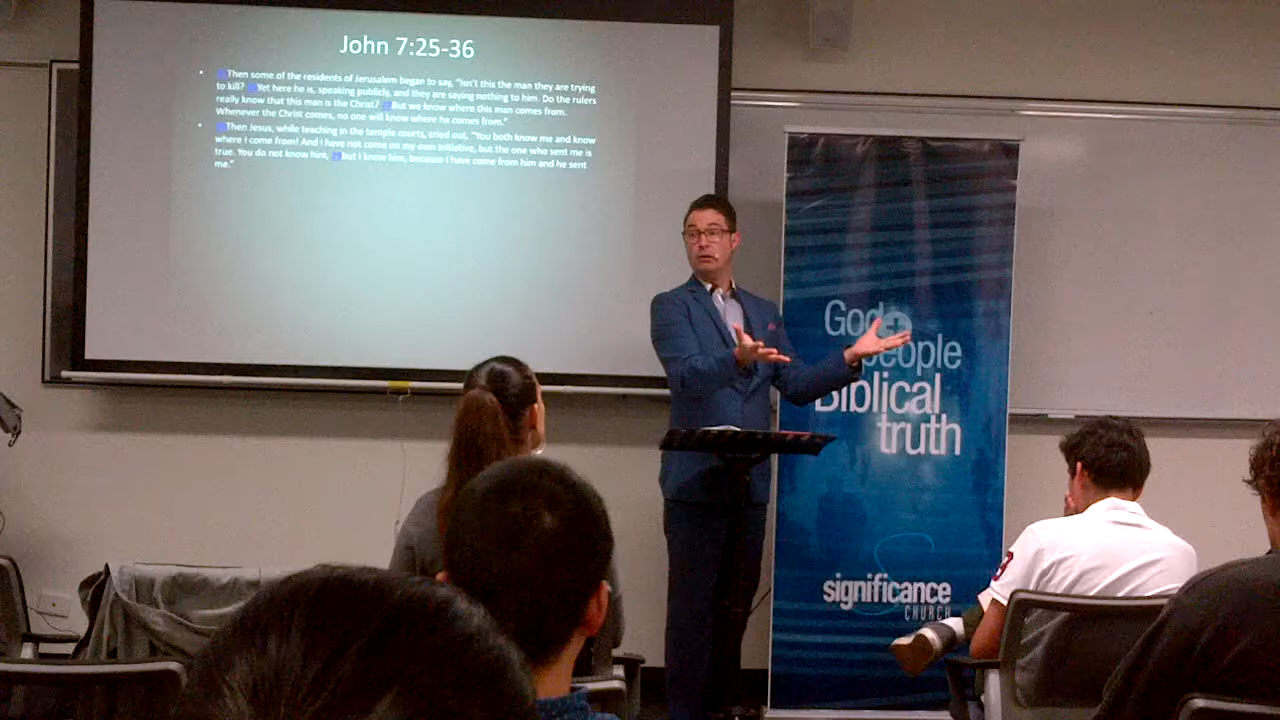 John 7:25-36
• Then some of the residents of Jerusalem began to say, "Isn't this the man they are trying
to kill? Yet here he is, speaking publicly, and they are saying nothing to him. Do the rulers
really know that this man is the Christ? But we know where this man comes from.
Whenever the Christ comes, no one will know where he comes from."
• Then Jesus, while teaching in the temple courts, cried out, "You both know me and know
where I come from! And I have not come on my own initiative, but the one who sent me is
true. You do not know him, but I know him, because I have come from him and he sent
me."
God
people
Biblical
truth
significance
CHURCH